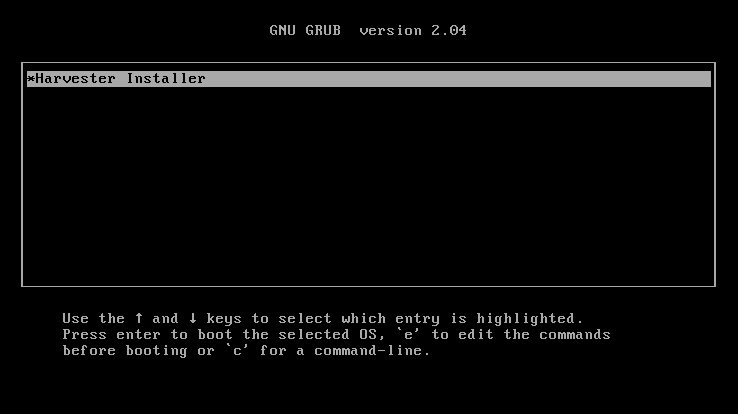 GNU GRUB  version 2.04
*Harvester Installer
Use the ↑ and ↓ keys to select which entry is highlighted.
Press enter to boot the selected OS, `e' to edit the commands
before booting or `c' for a command-line.